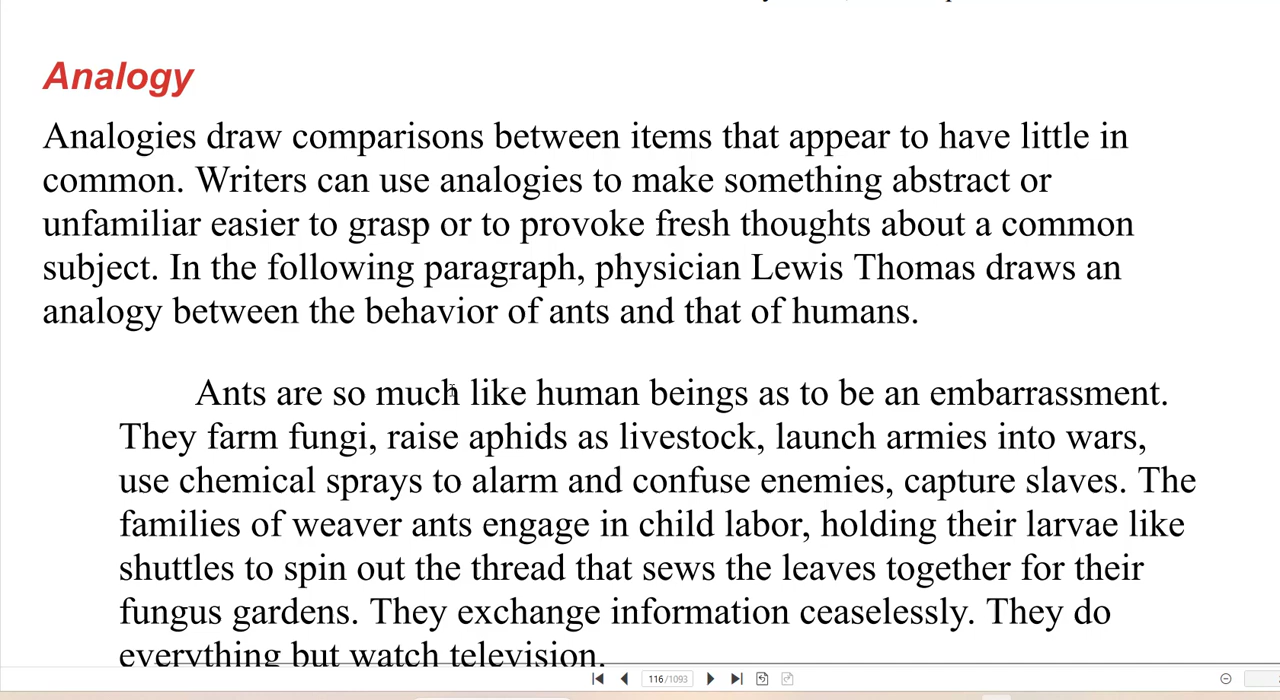 Analogy
Analogies draw comparisons between items that appear to have little in
common. Writers can use analogies to make something abstract or
unfamiliar easier to grasp or to provoke fresh thoughts about a common
subject. In the following paragraph, physician Lewis Thomas draws an
analogy between the behavior of ants and that of humans.
Ants are so much like human beings as to be an embarrassment.
They farm fungi, raise aphids as livestock, launch armies into wars,
use chemical sprays to alarm and confuse enemies, capture slaves. The
families of weaver ants engage in child labor, holding their larvae like
shuttles to spin out the thread that sews the leaves together for their
fungus gardens. They exchange information ceaselessly. They do
everything but watch television.
116/1093